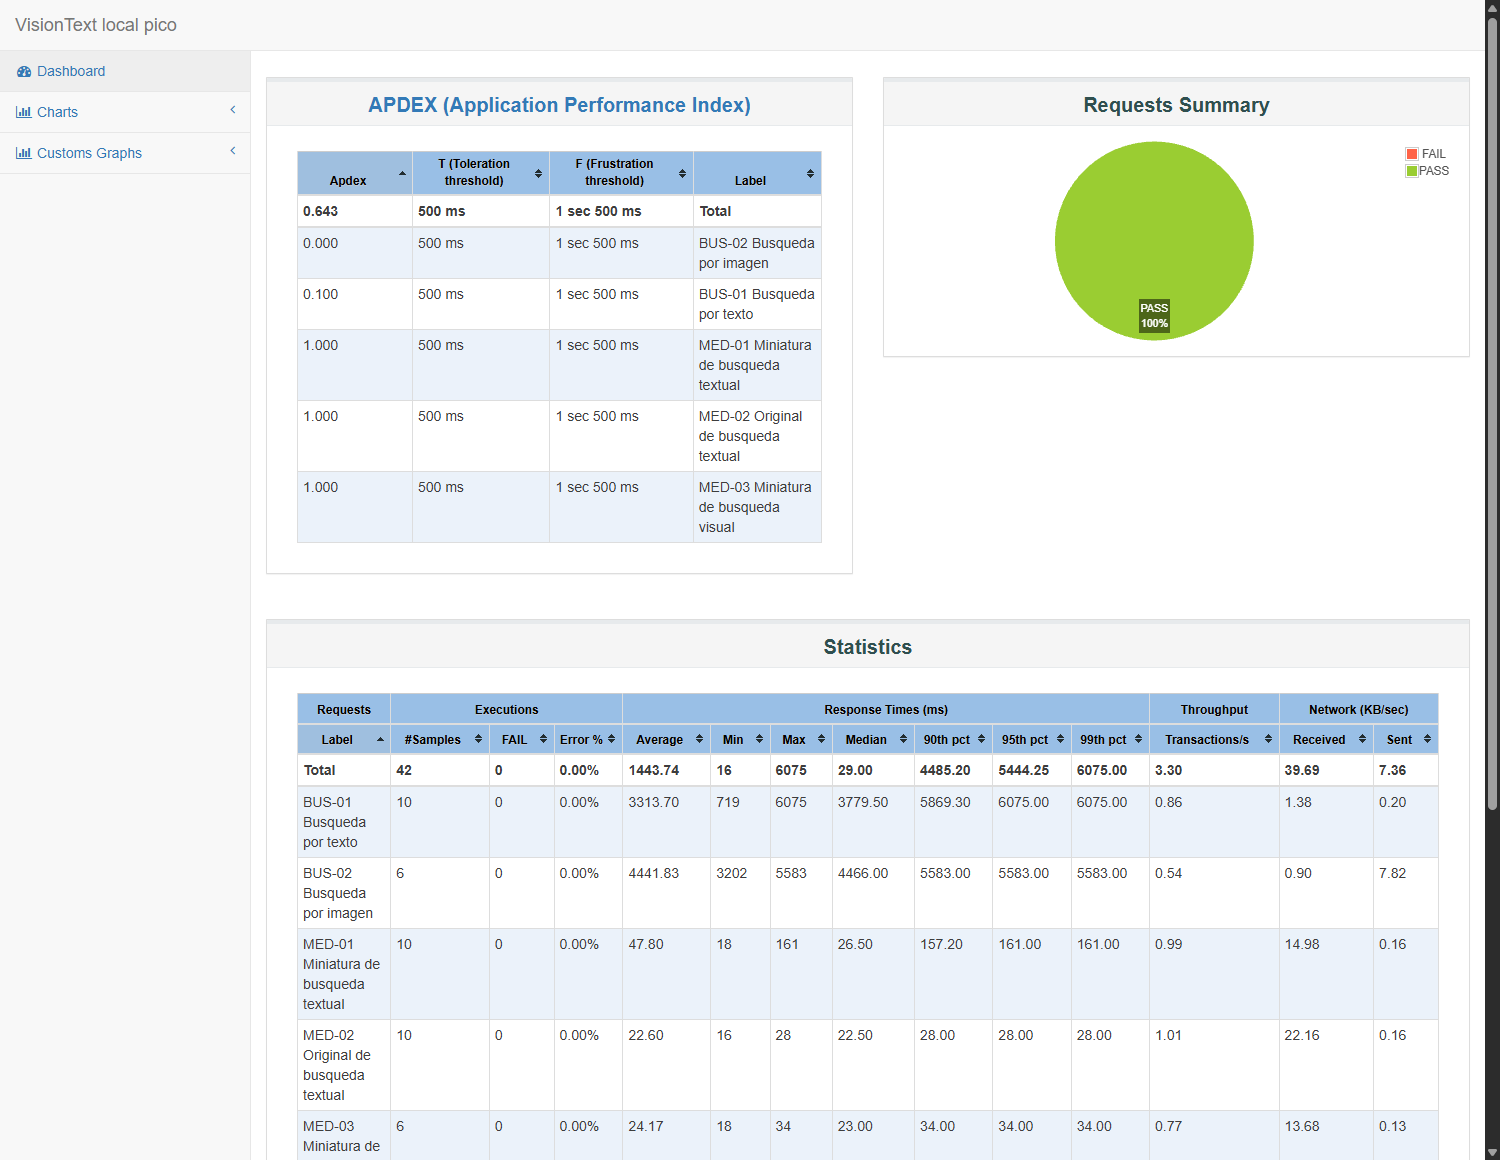 VisionText local pico
Dashboard
Charts
Customs Graphs
APDEX (Application Performance Index)
Apdex
T (Toleration threshold)
F (Frustration threshold)
Label
0.643 500 ms 1 sec 500 ms Total
0.000 500 ms 1 sec 500 ms BUS-02 Busqueda
por imagen
0.100 500 ms 1 sec 500 ms BUS-01 Busqueda
por texto
1.000 500 ms 1 sec 500 ms MED-01 Miniatura
de busqueda
textual
1.000 500 ms 1 sec 500 ms MED-02 Original
de busqueda
textual
1.000 500 ms 1 sec 500 ms MED-03 Miniatura
de busqueda
visual
Requests Summary
FAIL
PASS
PASS
100%
Statistics
Requests Executions Response Times (ms) Throughput Network (KB/sec)
Label #Samples FAIL Error % Average Min Max Median 90th pct 95th pct 99th pct Transactions/s Received Sent
Total 42 0 0.00% 1443.74 16 6075 29.00 4485.20 5444.25 6075.00 3.30 39.69 7.36
BUS-01 10 0 0.00% 3313.70 719 6075 3779.50 5869.30 6075.00 6075.00 0.86 1.38 0.20
Busqueda
por texto
BUS-02 6 0 0.00% 4441.83 3202 5583 4466.00 5583.00 5583.00 5583.00 0.54 0.90 7.82
Busqueda
por imagen
MED-01 10 0 0.00% 47.80 18 161 26.50 157.20 161.00 161.00 0.99 14.98 0.16
Miniatura de
busqueda
textual
MED-02 10 0 0.00% 22.60 16 28 22.50 28.00 28.00 28.00 1.01 22.16 0.16
Original de
busqueda
textual
MED-03 6 0 0.00% 24.17 18 34 23.00 34.00 34.00 34.00 0.77 13.68 0.13
Miniatura de